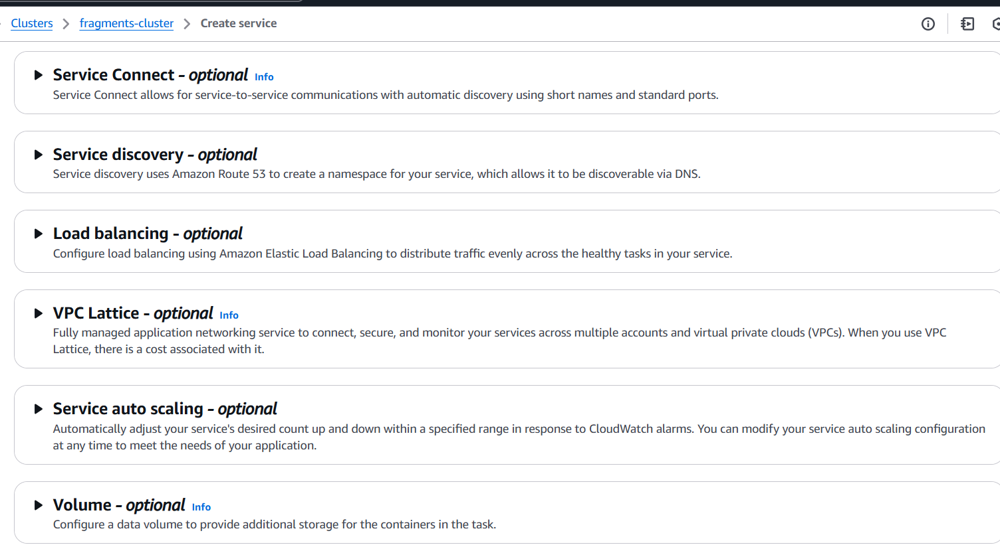 Clusters > fragments-cluster > Create service
Service Connect - optional Info
Service Connect allows for service-to-service communications with automatic discovery using short names and standard ports.
Service discovery - optional
Service discovery uses Amazon Route 53 to create a namespace for your service, which allows it to be discoverable via DNS.
Load balancing - optional
Configure load balancing using Amazon Elastic Load Balancing to distribute traffic evenly across the healthy tasks in your service.
VPC Lattice - optional Info
Fully managed application networking service to connect, secure, and monitor your services across multiple accounts and virtual private clouds (VPCs). When you use VPC
Lattice, there is a cost associated with it.
Service auto scaling - optional
Automatically adjust your service's desired count up and down within a specified range in response to CloudWatch alarms. You can modify your service auto scaling configuration
at any time to meet the needs of your application.
Volume - optional Info
Configure a data volume to provide additional storage for the containers in the task.